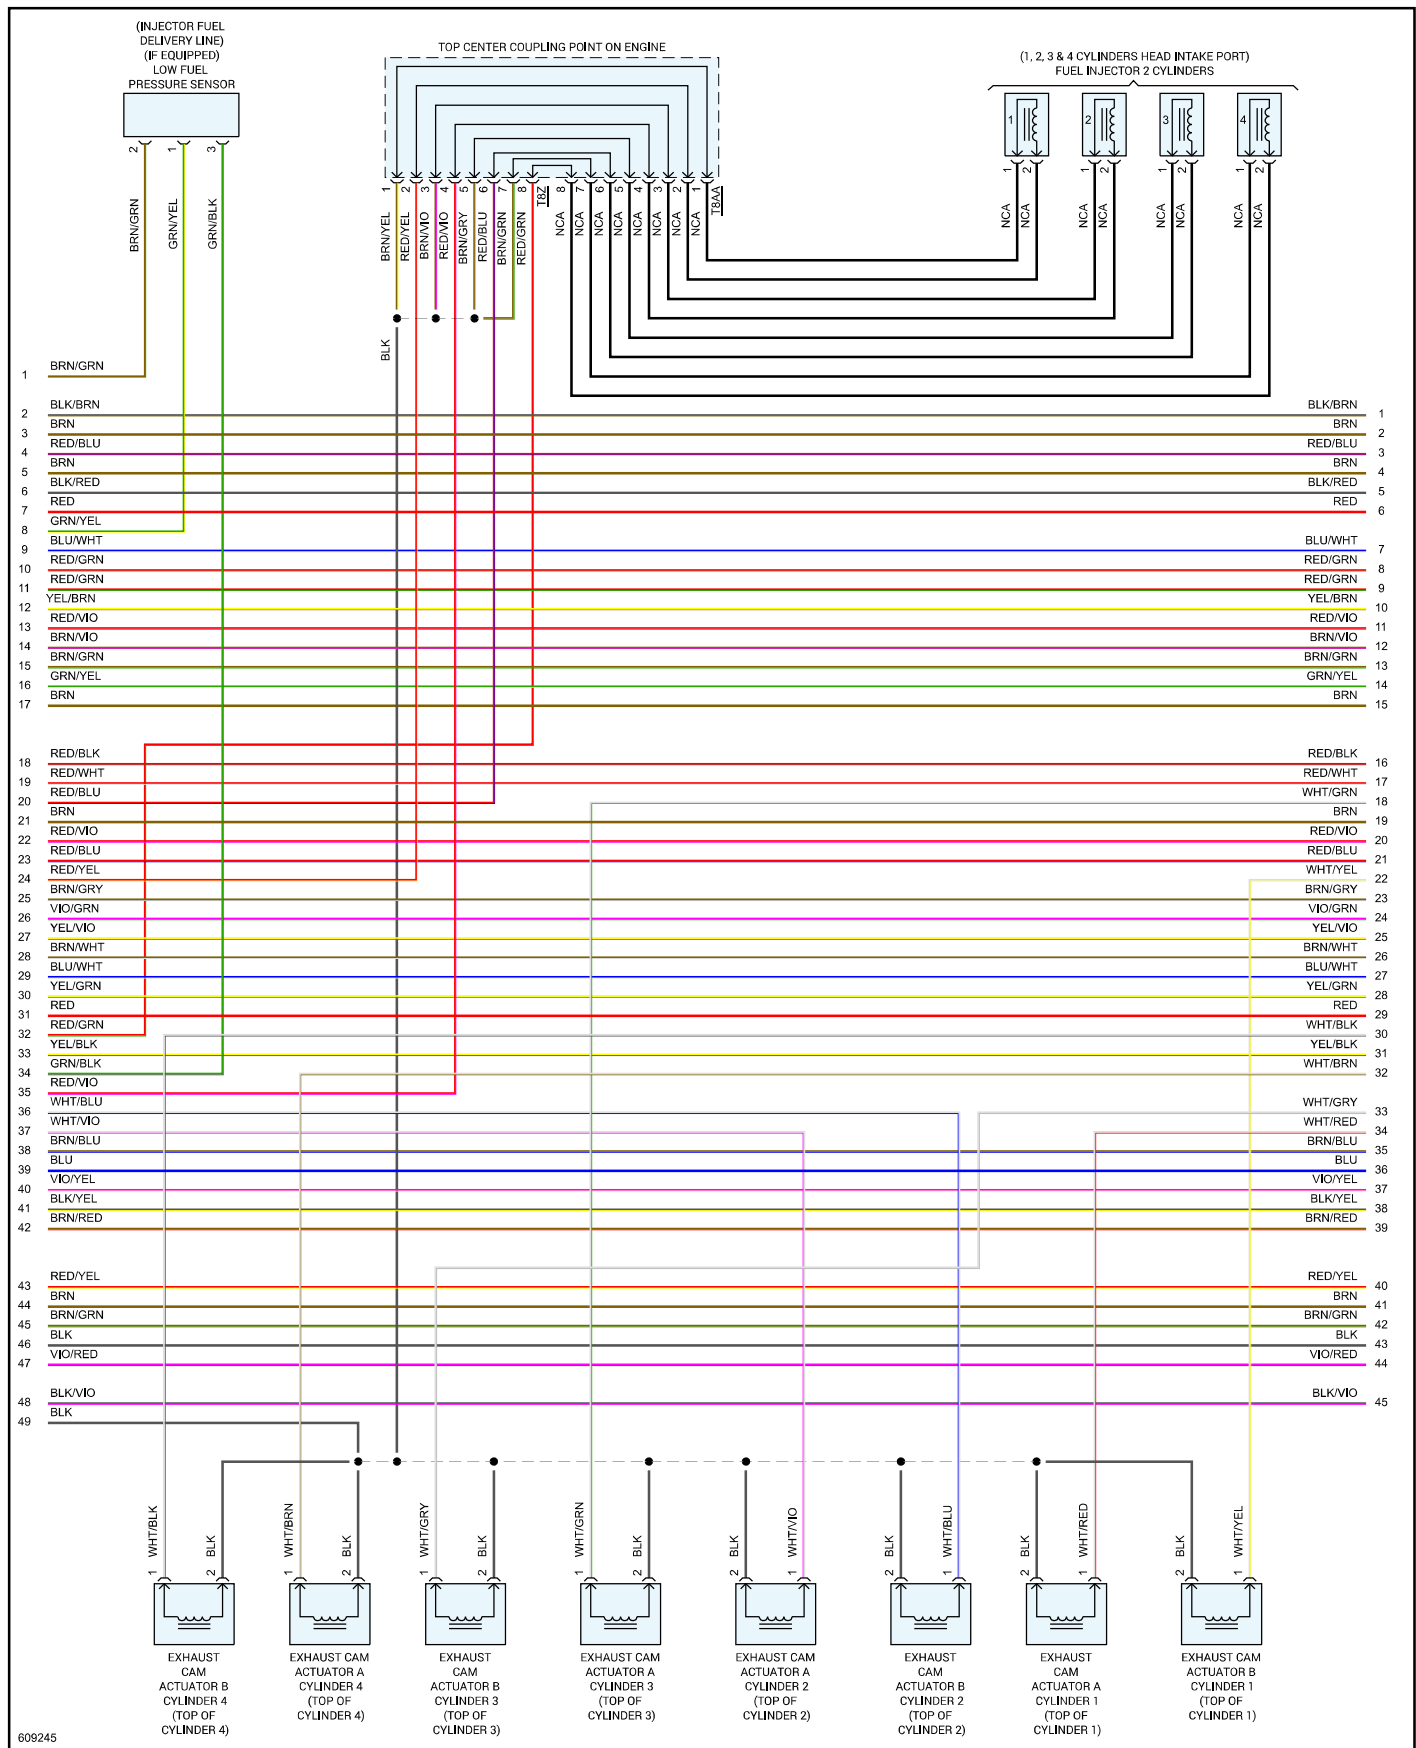 (INJECTOR FUEL
DELIVERY LINE)
(IF EQUIPPED)
LOW FUEL
PRESSURE SENSOR
TOP CENTER COUPLING POINT ON ENGINE
(1, 2, 3 & 4 CYLINDERS HEAD INTAKE PORT)
FUEL INJECTOR 2 CYLINDERS
1 2 3 4
2 1 3
1 2 3 4 5 6 7 8 T8Z 8 7 6 5 4 3 2 1 T8AA
1 2 1 2 1 2 1 2
BRN/GRN GRN/YEL GRN/BLK
BRN/YEL RED/YEL BRN/VIO RED/VIO BRN/GRY RED/BLU BRN/GRN RED/GRN
NCA NCA NCA NCA NCA NCA NCA NCA
NCA NCA NCA NCA NCA NCA NCA NCA
BLK
1 BRN/GRN
2 BLK/BRN BLK/BRN 1
3 BRN BRN 2
4 RED/BLU RED/BLU 3
5 BRN BRN 4
6 BLK/RED BLK/RED 5
7 RED RED 6
8 GRN/YEL
9 BLU/WHT BLU/WHT 7
10 RED/GRN RED/GRN 8
11 RED/GRN RED/GRN 9
12 YEL/BRN YEL/BRN 10
13 RED/VIO RED/VIO 11
14 BRN/VIO BRN/VIO 12
15 BRN/GRN BRN/GRN 13
16 GRN/YEL GRN/YEL 14
17 BRN BRN 15
18 RED/BLK RED/BLK 16
19 RED/WHT RED/WHT 17
20 RED/BLU WHT/GRN 18
21 BRN BRN 19
22 RED/VIO RED/VIO 20
23 RED/BLU RED/BLU 21
24 RED/YEL WHT/YEL 22
25 BRN/GRY BRN/GRY 23
26 VIO/GRN VIO/GRN 24
27 YEL/VIO YEL/VIO 25
28 BRN/WHT BRN/WHT 26
29 BLU/WHT BLU/WHT 27
30 YEL/GRN YEL/GRN 28
31 RED RED 29
32 RED/GRN WHT/BLK 30
33 YEL/BLK YEL/BLK 31
34 GRN/BLK WHT/BRN 32
35 RED/VIO
36 WHT/BLU WHT/GRY 33
37 WHT/VIO WHT/RED 34
38 BRN/BLU BRN/BLU 35
39 BLU BLU 36
40 VIO/YEL VIO/YEL 37
41 BLK/YEL BLK/YEL 38
42 BRN/RED BRN/RED 39
43 RED/YEL RED/YEL 40
44 BRN BRN 41
45 BRN/GRN BRN/GRN 42
46 BLK BLK 43
47 VIO/RED VIO/RED 44
48 BLK/VIO BLK/VIO 45
49 BLK
WHT/BLK BLK WHT/BRN BLK WHT/GRY BLK WHT/GRN BLK BLK WHT/VIO BLK WHT/BLU BLK WHT/RED BLK WHT/YEL
1 2 1 2 1 2 1 2 2 1 2 1 2 1 2 1
EXHAUST
CAM
ACTUATOR B
CYLINDER 4
(TOP OF
CYLINDER 4)
EXHAUST CAM
ACTUATOR A
CYLINDER 4
(TOP OF
CYLINDER 4)
EXHAUST
CAM
ACTUATOR B
CYLINDER 3
(TOP OF
CYLINDER 3)
EXHAUST CAM
ACTUATOR A
CYLINDER 3
(TOP OF
CYLINDER 3)
EXHAUST CAM
ACTUATOR A
CYLINDER 2
(TOP OF
CYLINDER 2)
EXHAUST
CAM
ACTUATOR B
CYLINDER 2
(TOP OF
CYLINDER 2)
EXHAUST
CAM
ACTUATOR A
CYLINDER 1
(TOP OF
CYLINDER 1)
EXHAUST CAM
ACTUATOR B
CYLINDER 1
(TOP OF
CYLINDER 1)
609245